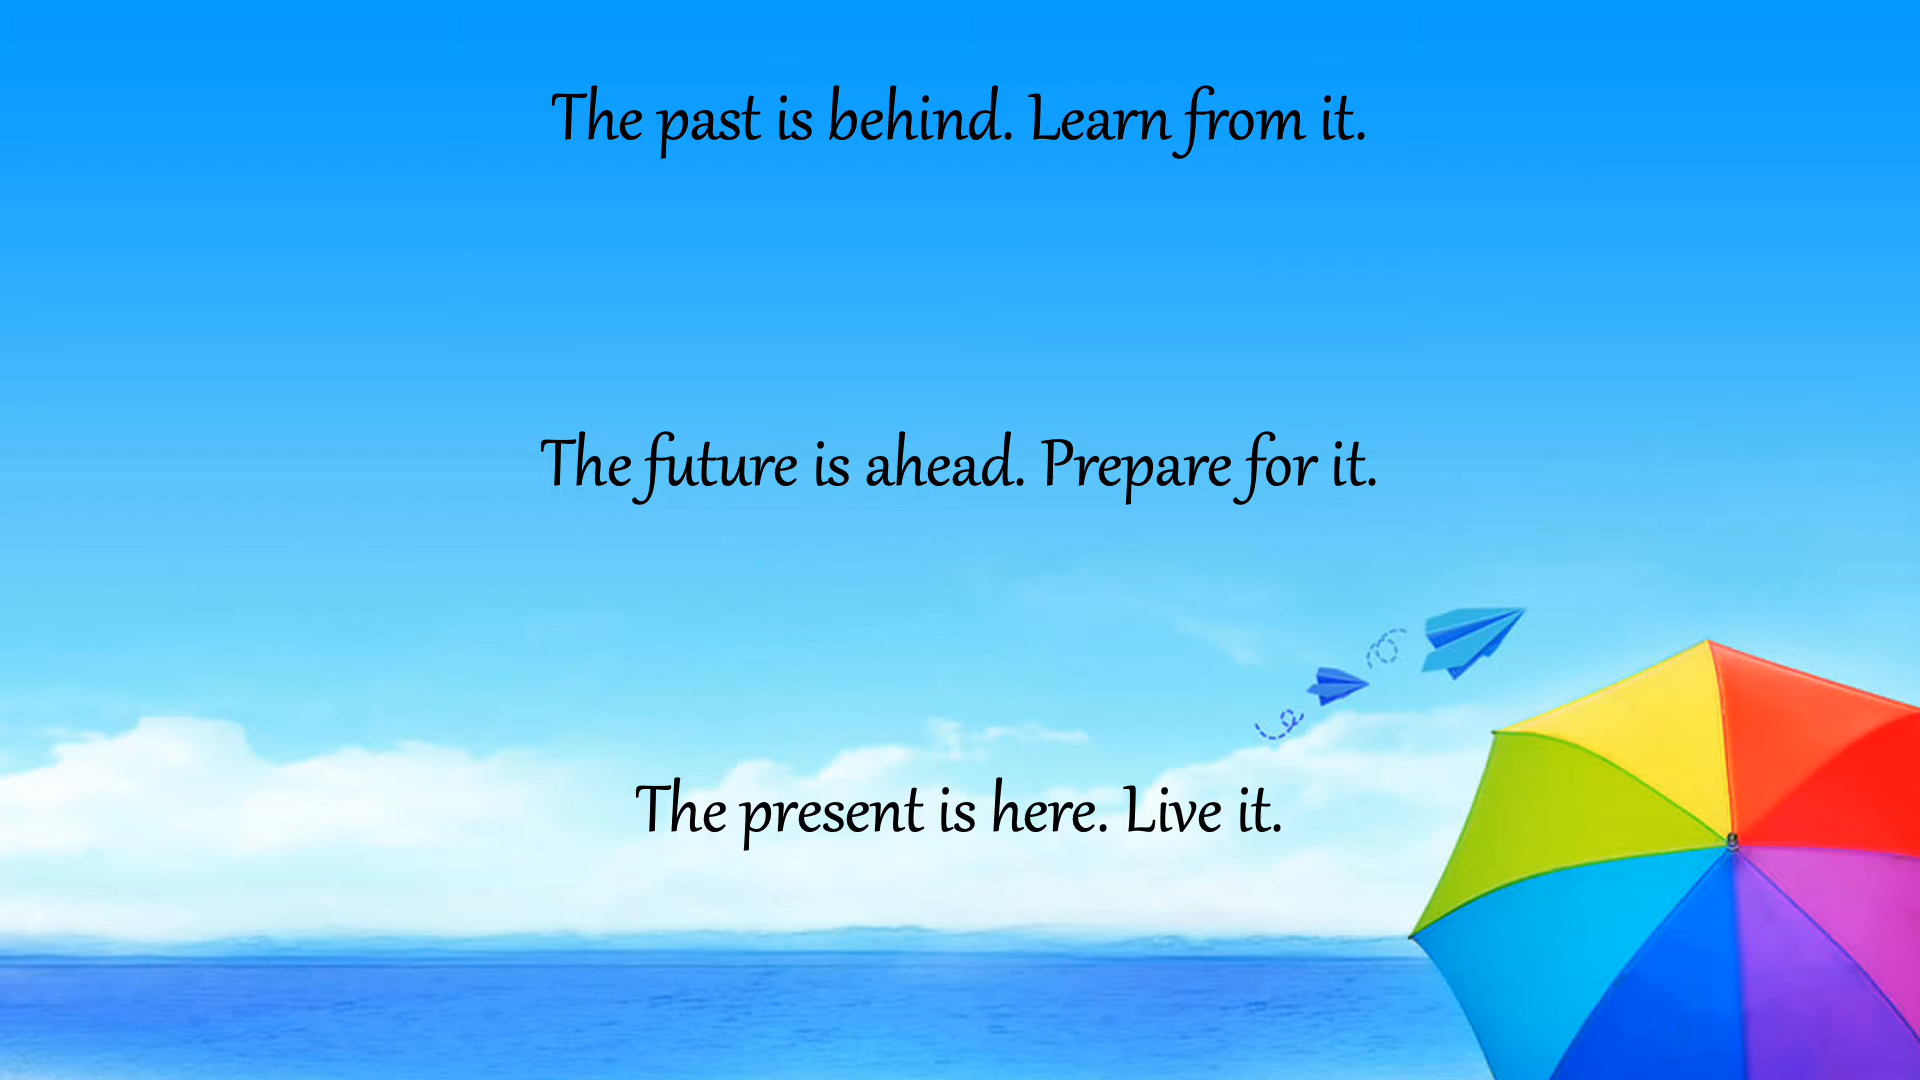 The past is behind. Learn from it.
The future is ahead. Prepare for it.
The present is here. Live it.